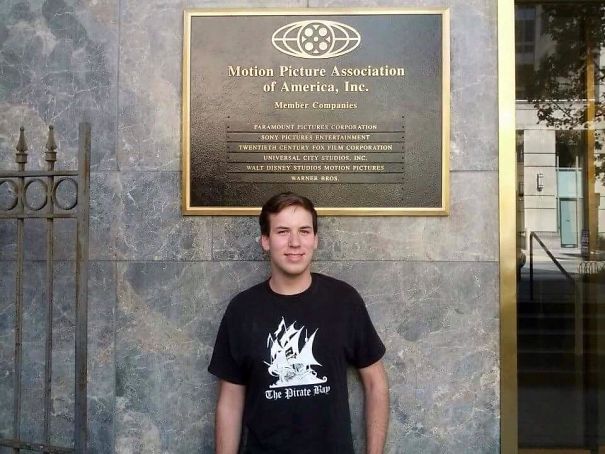 Motion Picture Association
of America, Inc.
Member Companies
PARAMOUNT PICTURES CORPORATION
SONY PICTURES ENTERTAINMENT
TWENTIETH CENTURY FOX FILM CORPORATION
UNIVERSAL CITY STUDIOS, INC.
WALT DISNEY STUDIOS MOTION PICTURES
WARNER BROS.
The Pirate Bay